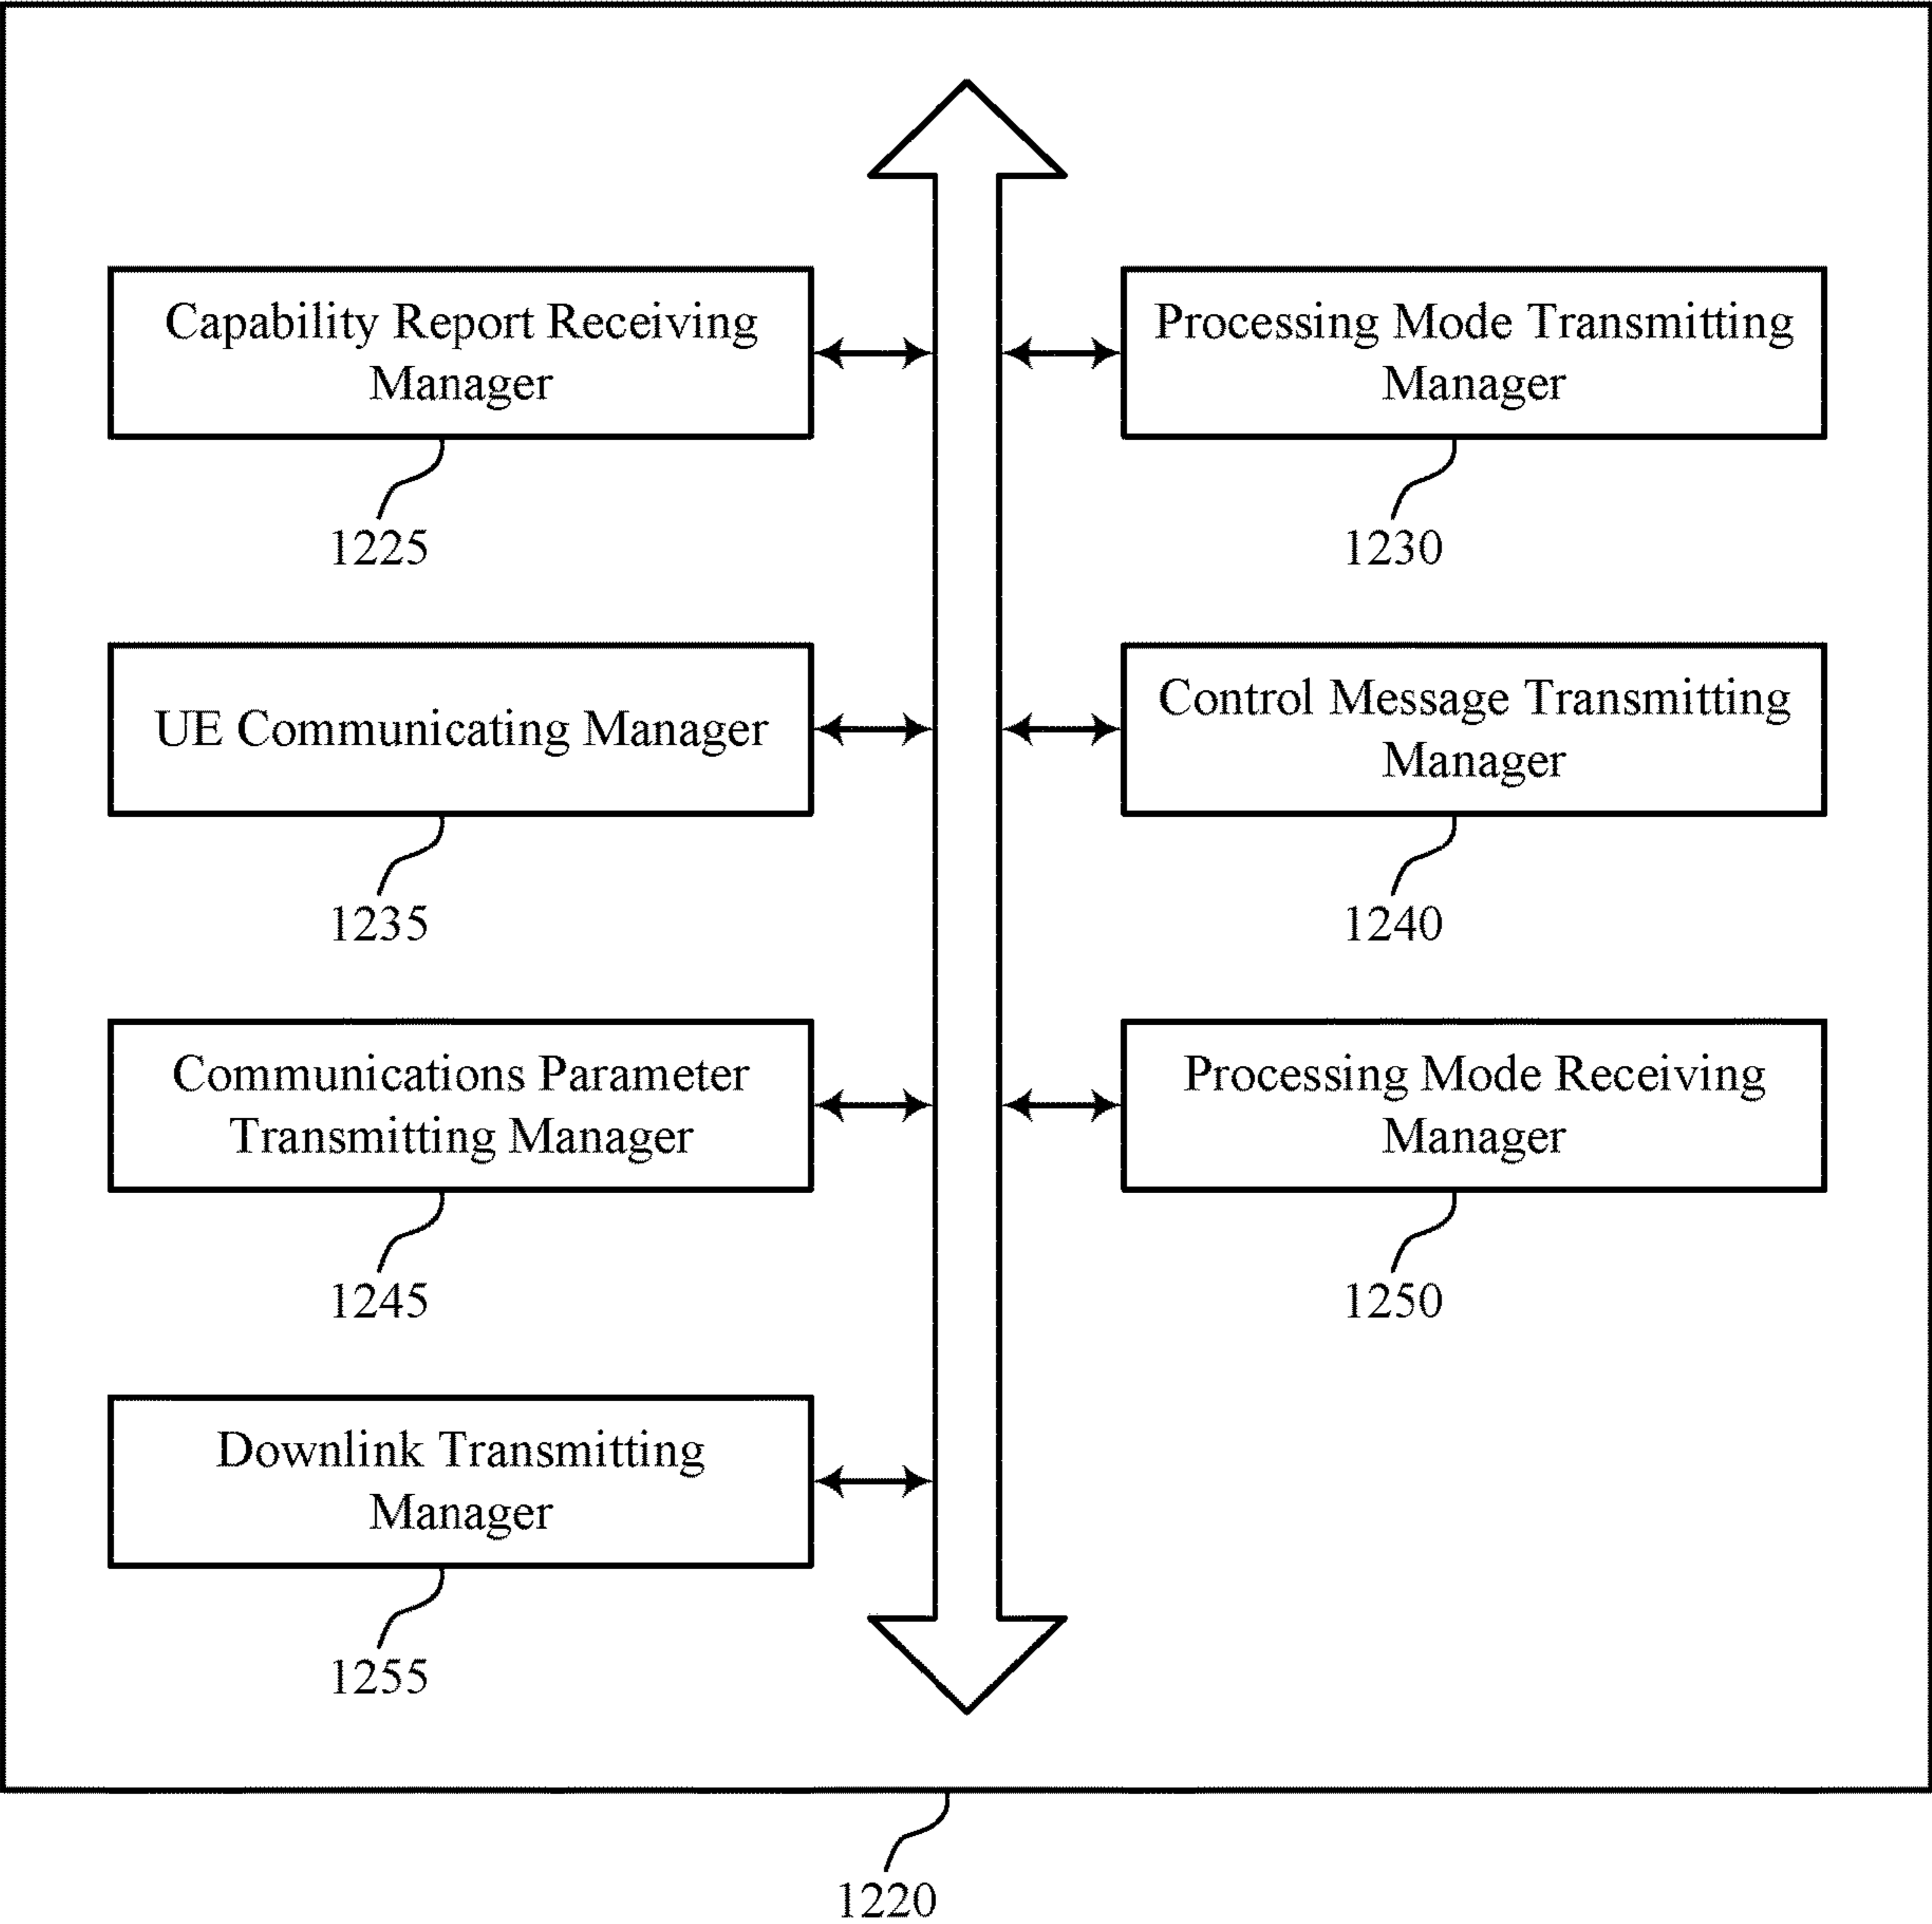 Capability Report Receiving
Manager
1225
Processing Mode Transmitting
Manager
1230
UE Communicating Manager
1235
Control Message Transmitting
Manager
1240
Communications Parameter
Transmitting Manager
1245
Processing Mode Receiving
Manager
1250
Downlink Transmitting
Manager
1255
1220